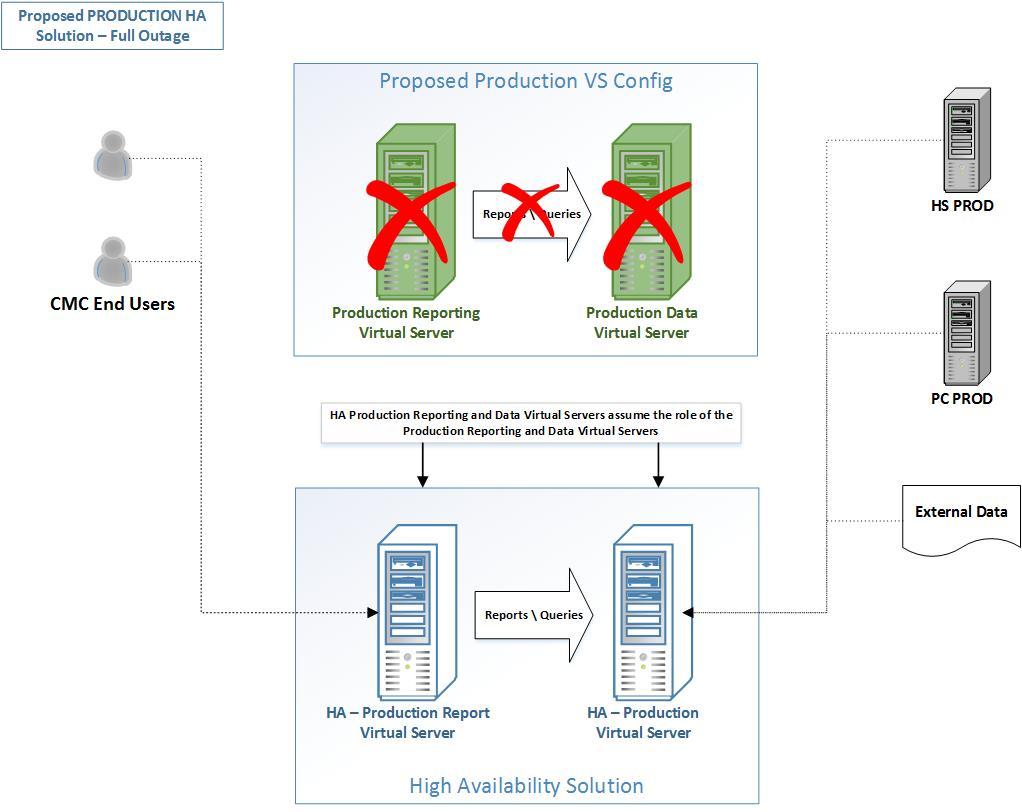 Proposed PRODUCTION HA
Solution – Full Outage
Proposed Production VS Config
Reports \ Queries
Production Reporting
Virtual Server
Production Data
Virtual Server
HS PROD
CMC End Users
PC PROD
HA Production Reporting and Data Virtual Servers assume the role of the
Production Reporting and Data Virtual Servers
External Data
Reports \ Queries
HA – Production Report
Virtual Server
HA – Production
Virtual Server
High Availability Solution